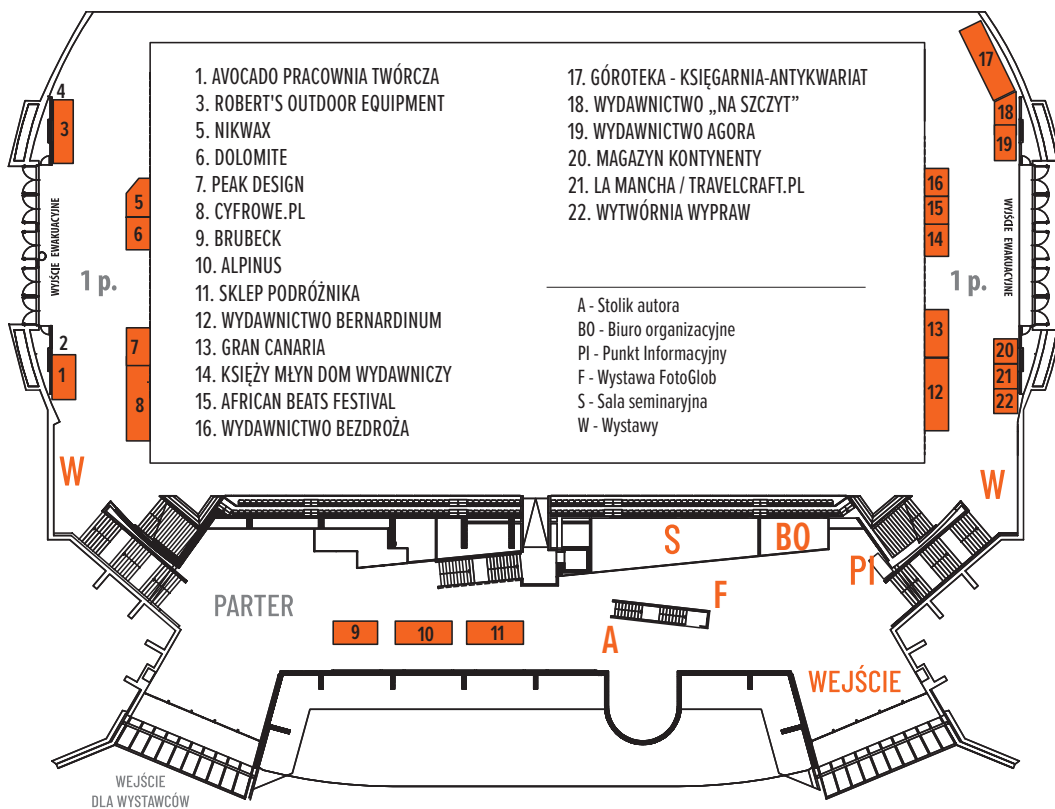 1. AVOCADO PRACOWNIA TWÓRCZA
3. ROBERT'S OUTDOOR EQUIPMENT
5. NIKWAX
6. DOLOMITE
7. PEAK DESIGN
8. CYFROWE.PL
9. BRUBECK
10. ALPINUS
11. SKLEP PODRÓŻNIKA
12. WYDAWNICTWO BERNARDINUM
13. GRAN CANARIA
14. KSIĘŻY MŁYN DOM WYDAWNICZY
15. AFRICAN BEATS FESTIVAL
16. WYDAWNICTWO BEZDROŻA
17. GÓROTEKA - KSIĘGARNIA-ANTYKWARIAT
18. WYDAWNICTWO „NA SZCZYT”
19. WYDAWNICTWO AGORA
20. MAGAZYN KONTYNENTY
21. LA MANCHA / TRAVELCRAFT.PL
22. WYTWÓRNIA WYPRAW
A - Stolik autora
BO - Biuro organizacyjne
PI - Punkt Informacyjny
F - Wystawa FotoGlob
S - Sala seminaryjna
W - Wystawy
4
3
5
6
WYJŚCIE EWAKUACYJNE
1 p.
2
1
7
8
W
17
18
19
16
15
14
WYJŚCIE EWAKUACYJNE
1 p.
13
12
20
21
22
W
S
BO
PI
F
A
PARTER
9
10
11
WEJŚCIE
WEJŚCIE
DLA WYSTAWCÓW